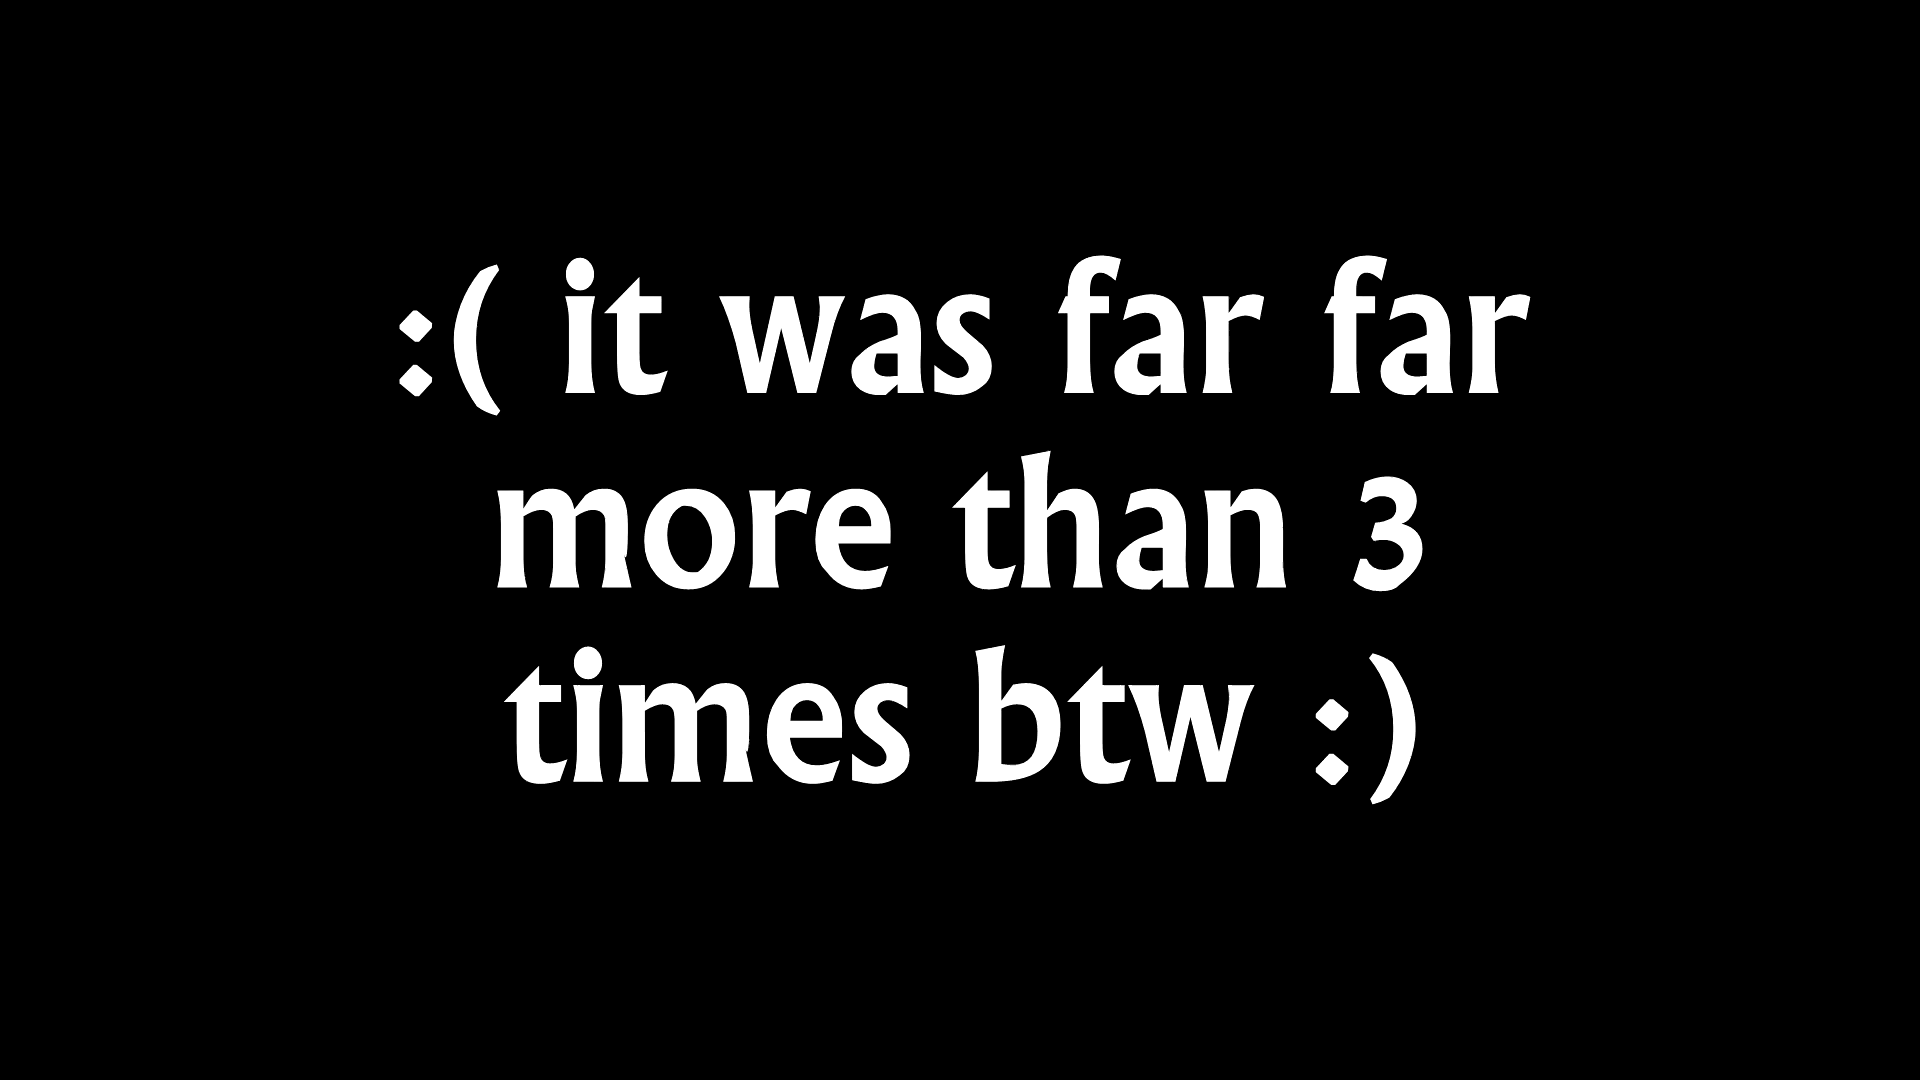 :( it was far far
more than 3
times btw :)